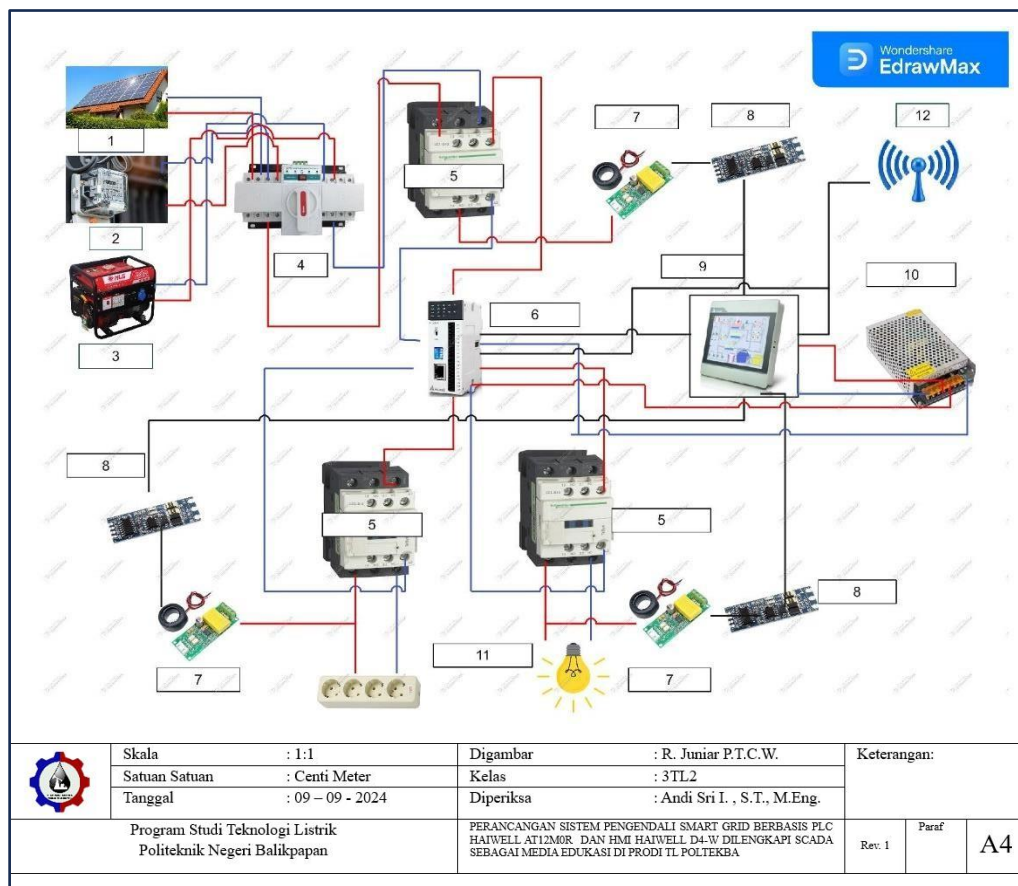 Wondershare
EdrawMax
1
2
3
4
5
7
8
12
6
9
10
8
5
5
8
7
11
7
Skala : 1:1
Satuan Satuan : Centi Meter
Tanggal : 09 – 09 - 2024
Digambar : R. Juniar P.T.C.W.
Kelas : 3TL2
Diperiksa : Andi Sri I. , S.T., M.Eng.
Keterangan:
Program Studi Teknologi Listrik
Politeknik Negeri Balikpapan
PERANCANGAN SISTEM PENGENDALI SMART GRID BERBASIS PLC
HAIWELL AT12M0R DAN HMI HAIWELL D4-W DILENGKAPI SCADA
SEBAGAI MEDIA EDUKASI DI PRODI TL POLTEKBA
Rev. 1
Paraf
A4